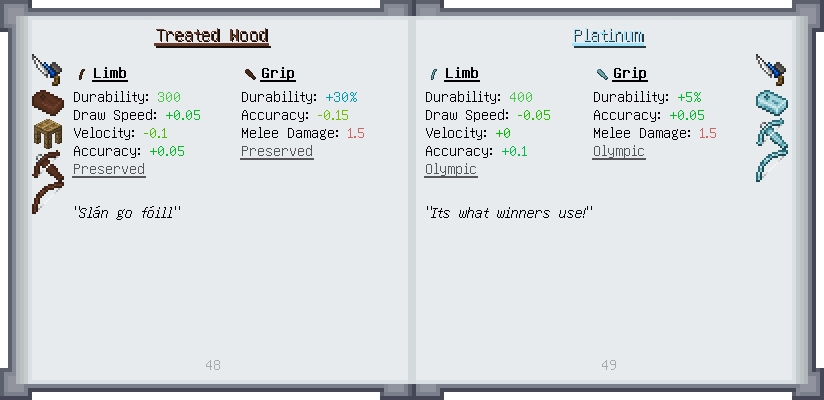 Treated Wood
Limb
Durability: 300
Draw Speed: +0.05
Velocity: -0.1
Accuracy: +0.05
Preserved
Grip
Durability: +30%
Accuracy: -0.15
Melee Damage: 1.5
Preserved
"Slán go fóill"
48
Platinum
Limb
Durability: 400
Draw Speed: -0.05
Velocity: +0
Accuracy: +0.1
Olympic
Grip
Durability: +5%
Accuracy: +0.05
Melee Damage: 1.5
Olympic
"Its what winners use!"
49